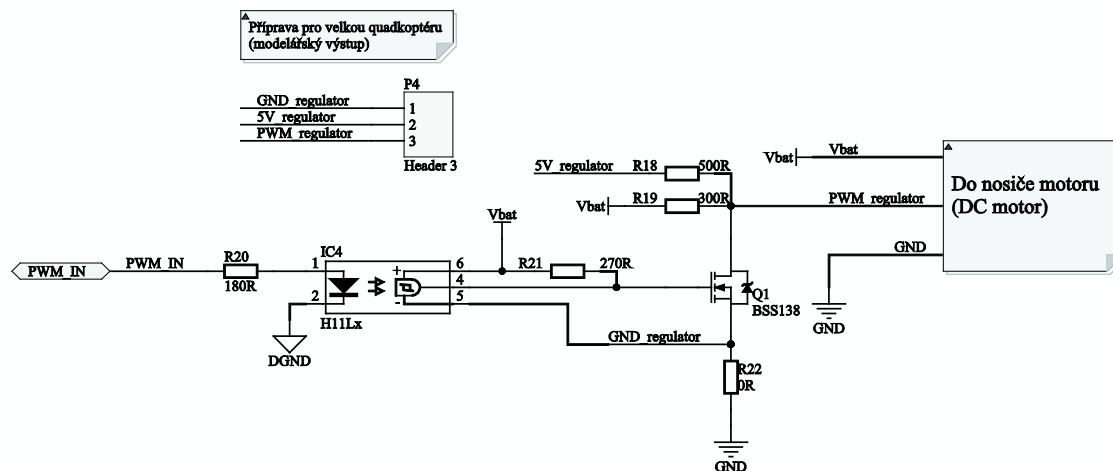 Příprava pro velkou quadkoptéru
(modelářský výstup)
P4
GND_regulator 1
5V_regulator 2
PWM_regulator 3
Header 3
5V_regulator R18 500R
Vbat R19 300R
Vbat Vbat
PWM_regulator
GND
GND
Do nosiče motoru
(DC motor)
Vbat
PWM_IN PWM_IN R20 180R
IC4
1 + 6
4
2 - 5
H11Lx
DGND
R21 270R
Q1
BSS138
GND_regulator
R22
0R
GND